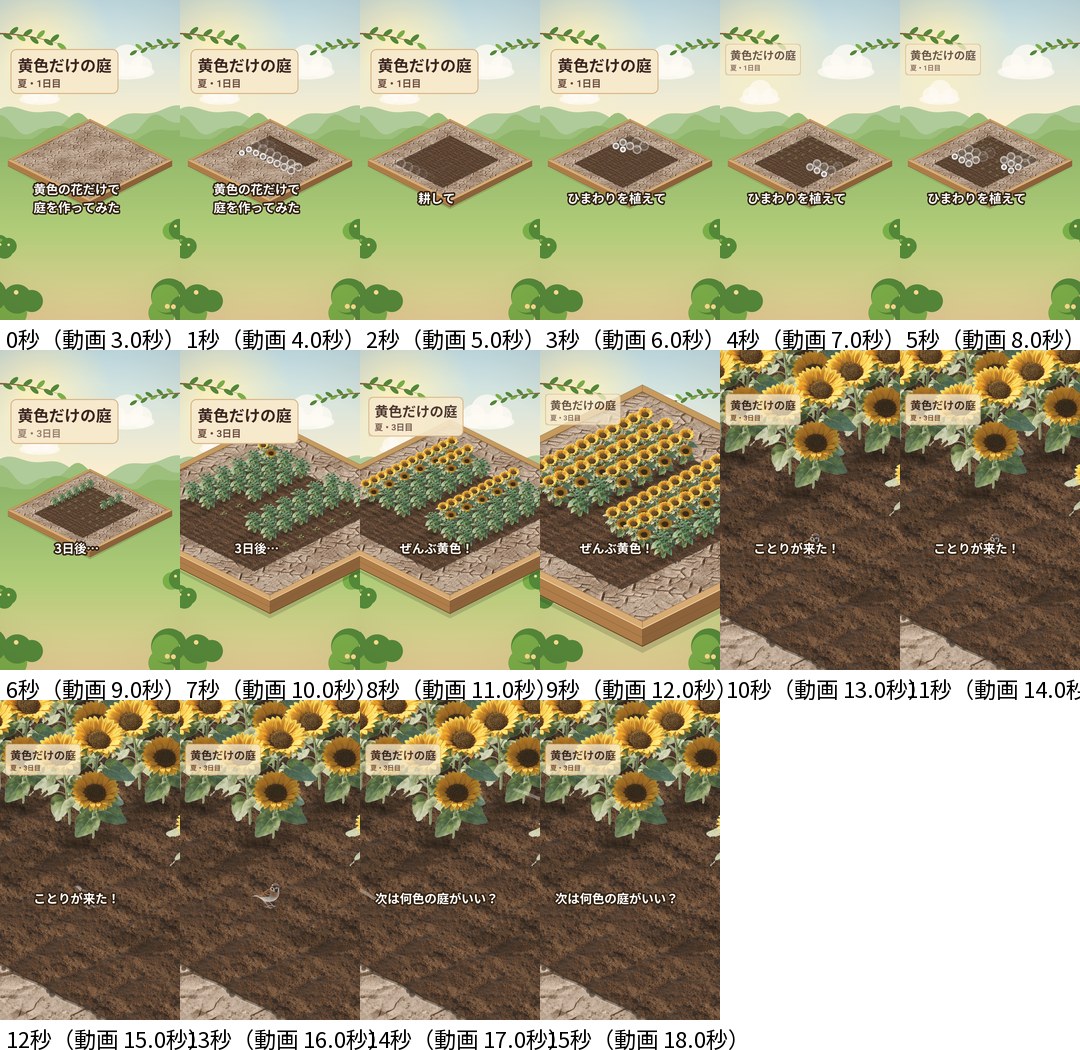 黄色だけの庭
夏・1日目
黄色の花だけで
庭を作ってみた
0秒（動画 3.0秒）
黄色だけの庭
夏・1日目
黄色の花だけで
庭を作ってみた
1秒（動画 4.0秒）
黄色だけの庭
夏・1日目
耕して
2秒（動画 5.0秒）
黄色だけの庭
夏・1日目
ひまわりを植えて
3秒（動画 6.0秒）
黄色だけの庭
夏・1日目
ひまわりを植えて
4秒（動画 7.0秒）
黄色だけの庭
夏・1日目
ひまわりを植えて
5秒（動画 8.0秒）
黄色だけの庭
夏・3日目
3日後…
6秒（動画 9.0秒）
黄色だけの庭
夏・3日目
3日後…
7秒（動画 10.0秒）
黄色だけの庭
夏・3日目
ぜんぶ黄色！
8秒（動画 11.0秒）
黄色だけの庭
夏・3日目
ぜんぶ黄色！
9秒（動画 12.0秒）
黄色だけの庭
夏・3日目
ことりが来た！
10秒（動画 13.0秒）
黄色だけの庭
夏・3日目
ことりが来た！
11秒（動画 14.0秒
黄色だけの庭
夏・3日目
ことりが来た！
12秒（動画 15.0秒）
黄色だけの庭
夏・3日目
13秒（動画 16.0秒）
黄色だけの庭
夏・3日目
次は何色の庭がいい？
14秒（動画 17.0秒）
黄色だけの庭
夏・3日目
次は何色の庭がいい？
15秒（動画 18.0秒）